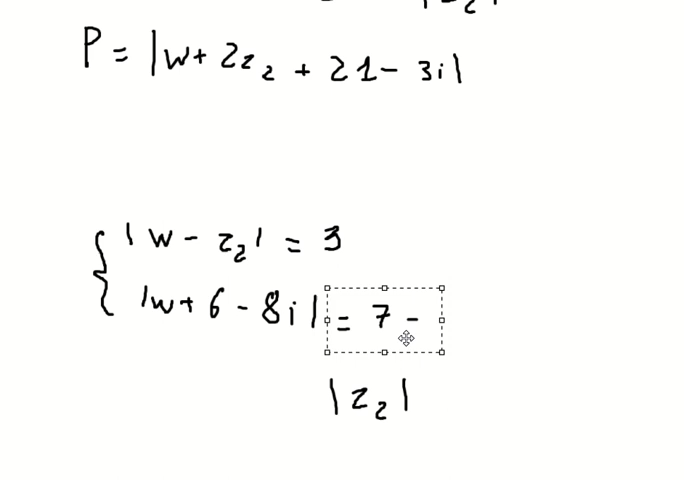 P = |w + 2z₂ + 21 - 3i|
{ |w - z₂| = 3
|w + 6 - 8i| = 7 -
|z₂|